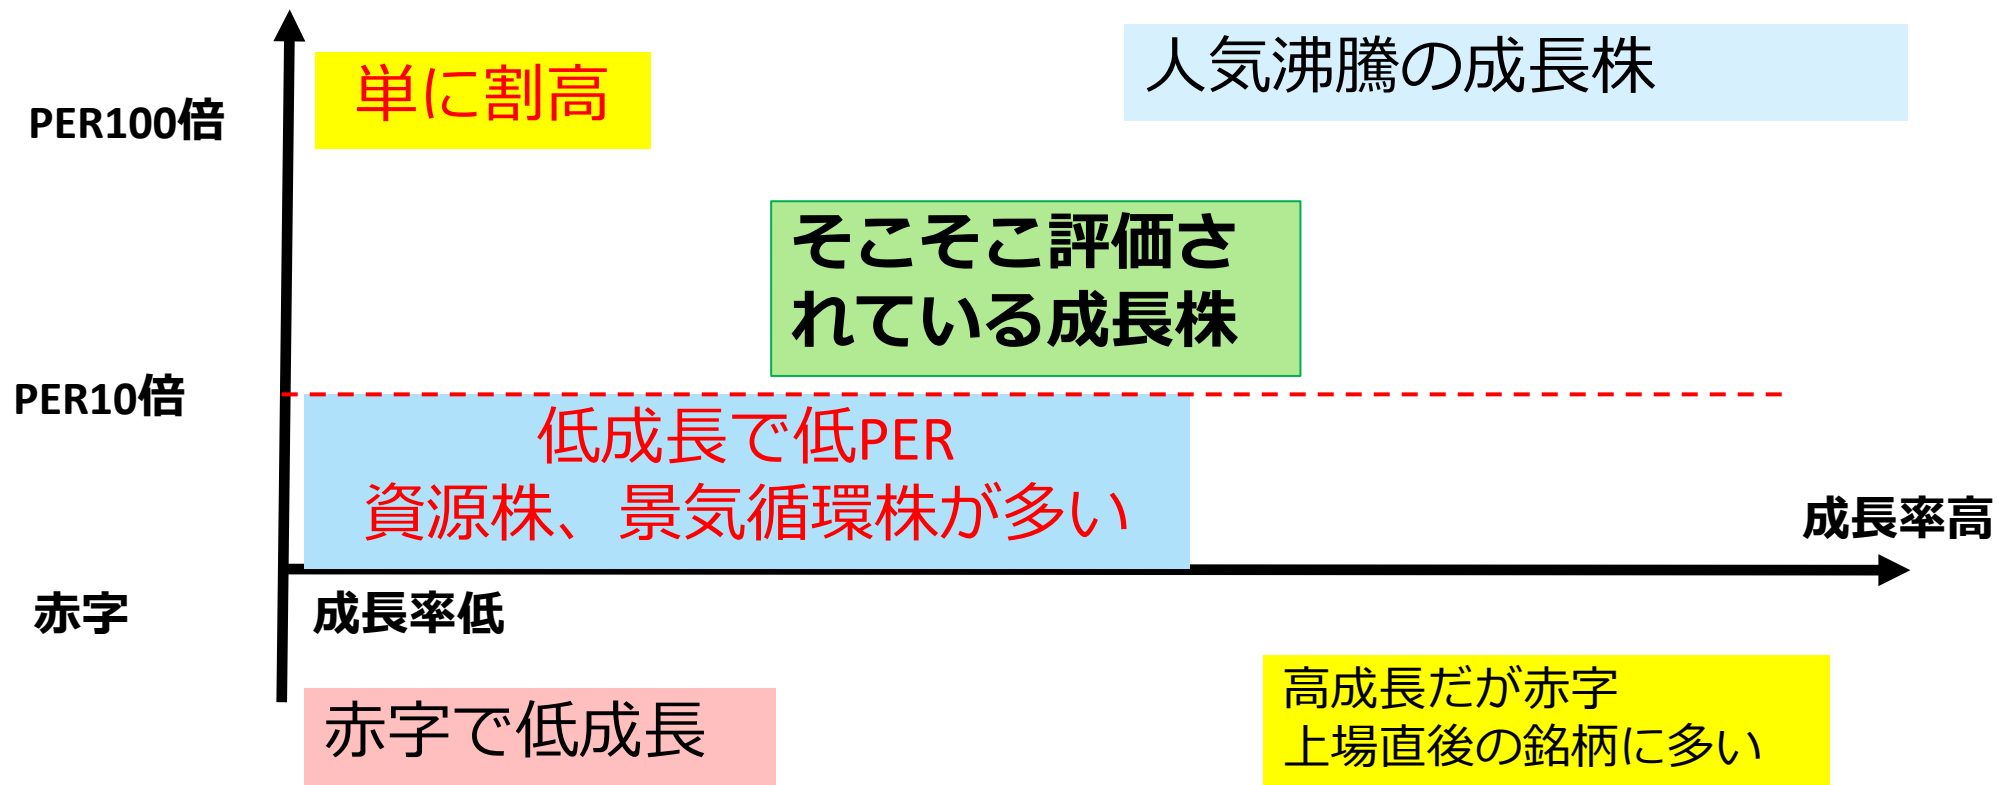 人気沸騰の成長株
単に割高
PER100倍
そこそこ評価さ
れている成長株
PER10倍
低成長で低PER
資源株、景気循環株が多い
成長率高
赤字
成長率低
高成長だが赤字
上場直後の銘柄に多い
赤字で低成長